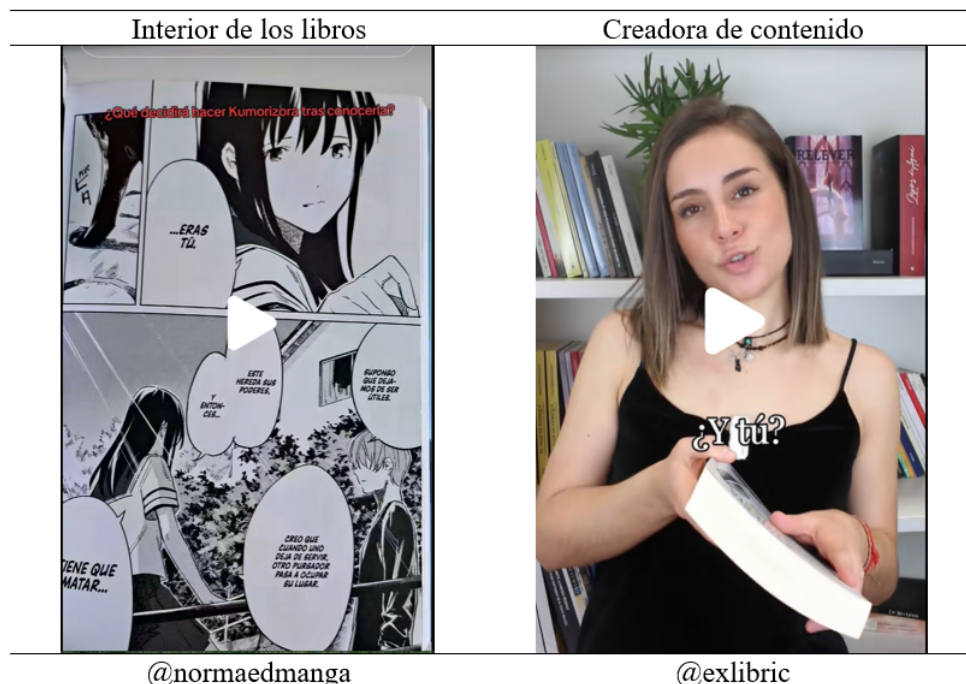 Interior de los libros
Creadora de contenido
¿Qué decidirá hacer Kumorizora tras conocerla?
...ERAS
TÚ.
ESTE
HEREDA SUS
PODERES,
Y
ENTON-
CES...
SUPONGO
QUE DEJA-
MOS DE SER
ÚTILES.
TIENE QUE
MATAR...
CREO QUE
CUANDO UNO
DEJA DE SERVIR,
OTRO PURGADOR
PASA A OCUPAR
SU LUGAR.
RELEVER
¿Y tú?
@normaedmanga
@exlibric